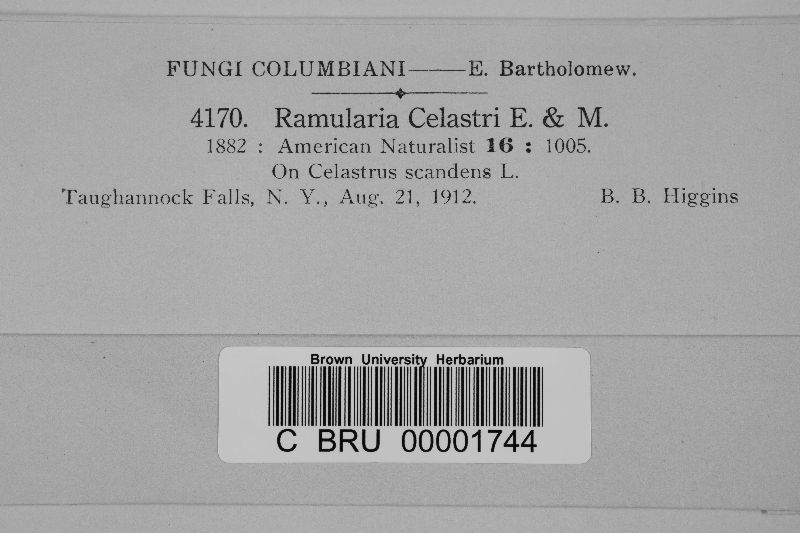 FUNGI COLUMBIANI——E. Bartholomew.
4170. Ramularia Celastri E. & M.
1882 : American Naturalist 16 : 1005.
On Celastrus scandens L.
Taughannock Falls, N. Y., Aug. 21, 1912. B. B. Higgins
Brown University Herbarium
C BRU 00001744